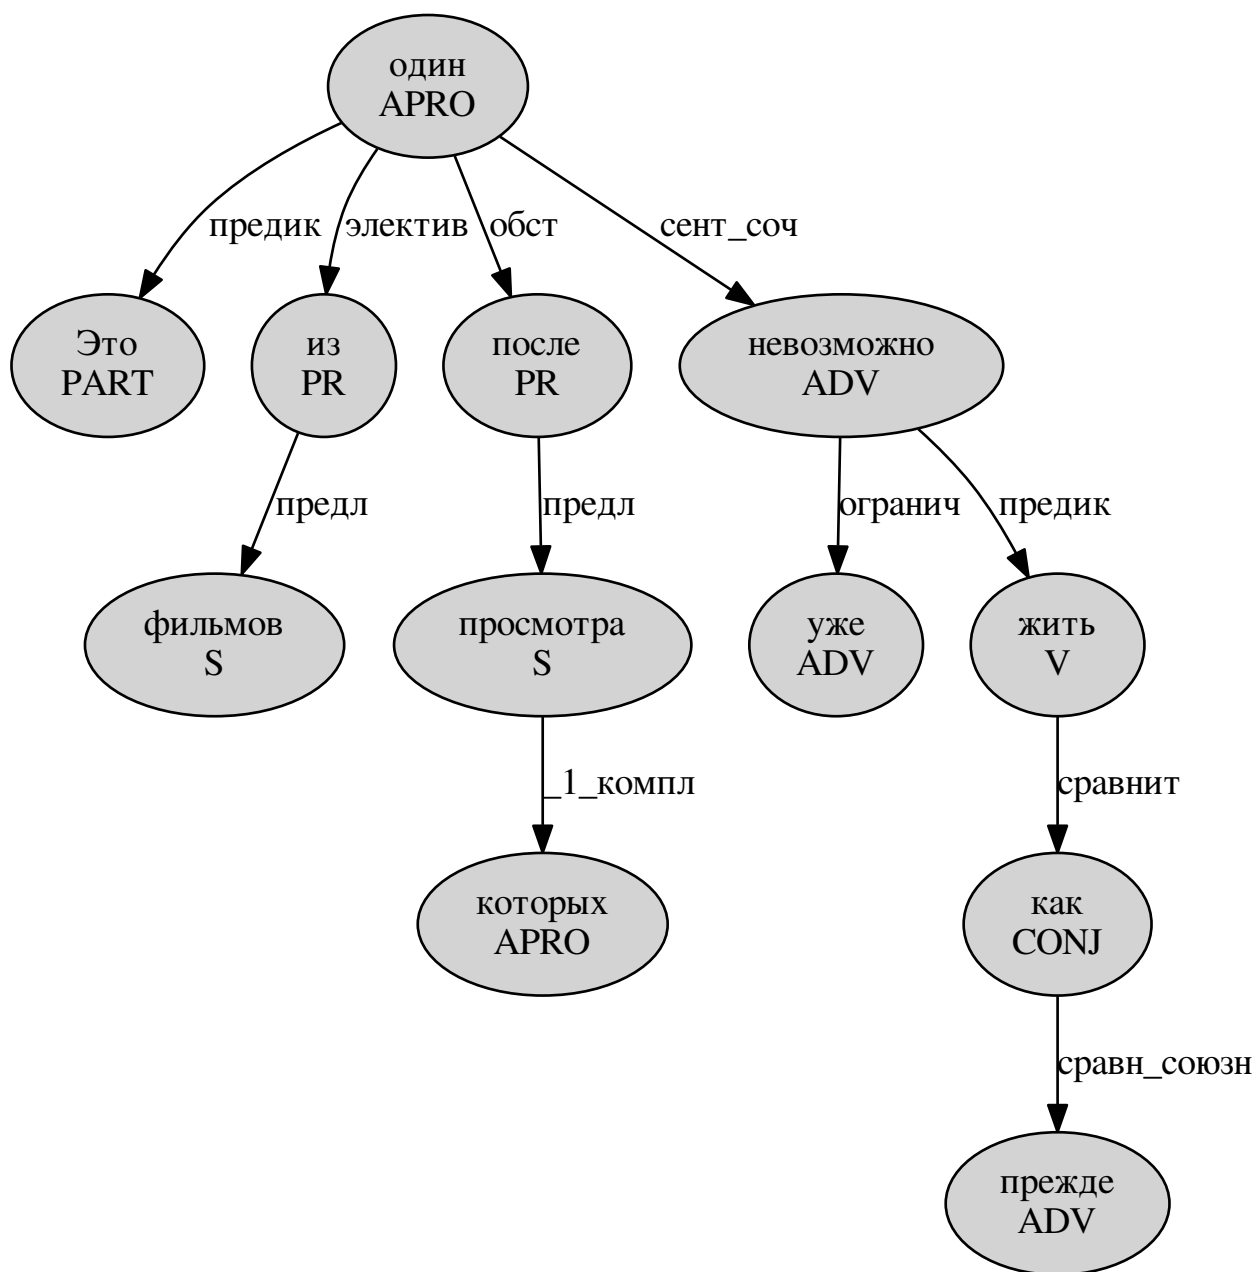 один
APRO
предик
электив
обст
сент_соч
Это
PART
из
PR
после
PR
невозможно
ADV
предл
предл
огранич
предик
фильмов
S
просмотра
S
уже
ADV
жить
V
_1_компл
сравнит
которых
APRO
как
CONJ
сравн_союзн
прежде
ADV